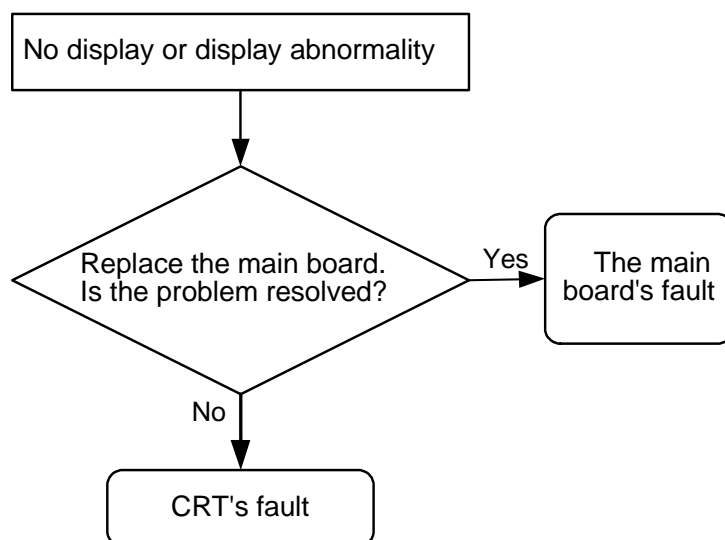 No display or display abnormality
Replace the main board.
Is the problem resolved?
Yes
The main
board's fault
No
CRT's fault